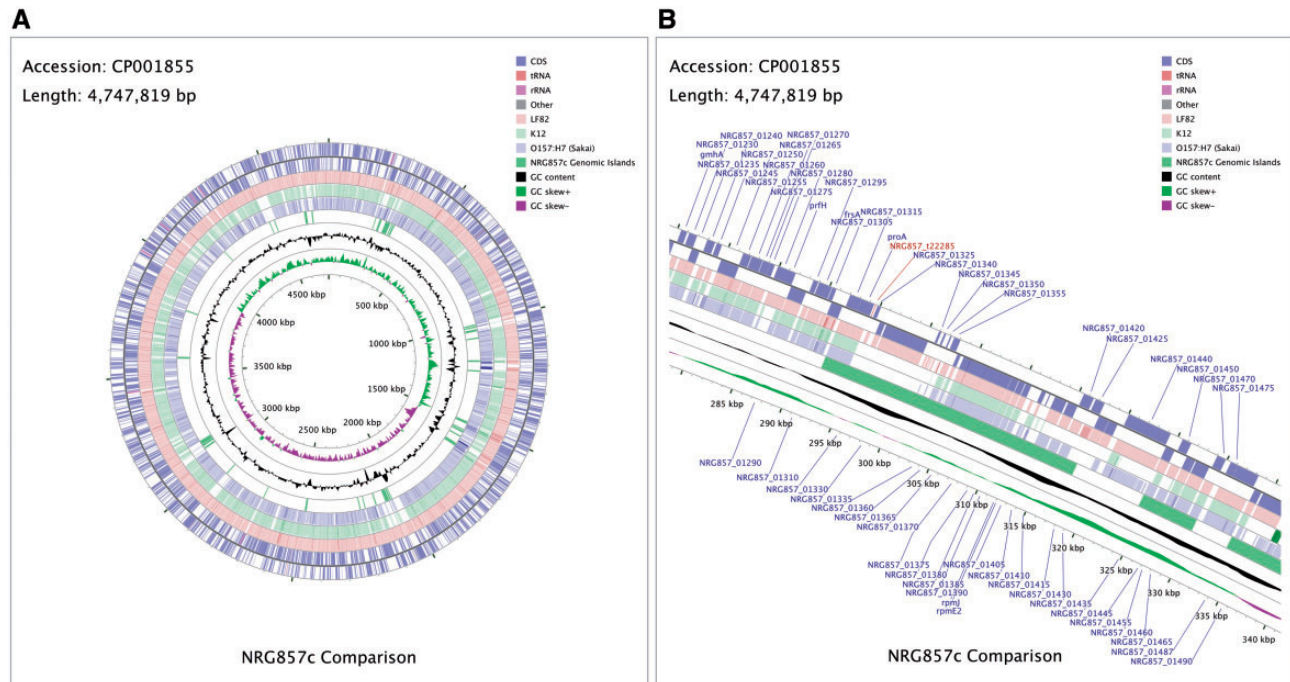 A
Accession: CP001855
Length: 4,747,819 bp
CDS
tRNA
rRNA
Other
LF82
K12
O157:H7 (Sakai)
NRG857c Genomic Islands
GC content
GC skew+
GC skew-
4500 kbp
500 kbp
4000 kbp
1000 kbp
3500 kbp
1500 kbp
3000 kbp
2000 kbp
2500 kbp
NRG857c Comparison
B
Accession: CP001855
Length: 4,747,819 bp
CDS
tRNA
rRNA
Other
LF82
K12
O157:H7 (Sakai)
NRG857c Genomic Islands
GC content
GC skew+
GC skew-
NRG857_01240
NRG857_01270
NRG857_01230
NRG857_01265
gmhA
NRG857_01250
NRG857_01235
NRG857_01260
NRG857_01245
NRG857_01280
NRG857_01255
NRG857_01295
NRG857_01275
prfH
frsA
NRG857_01315
NRG857_01305
proA
NRG857_t22285
NRG857_01325
NRG857_01340
NRG857_01345
NRG857_01350
NRG857_01355
NRG857_01420
NRG857_01425
NRG857_01440
NRG857_01450
NRG857_01470
NRG857_01475
285 kbp
290 kbp
295 kbp
300 kbp
305 kbp
310 kbp
315 kbp
320 kbp
325 kbp
330 kbp
335 kbp
340 kbp
NRG857_01290
NRG857_01310
NRG857_01330
NRG857_01335
NRG857_01360
NRG857_01365
NRG857_01370
NRG857_01375
NRG857_01380
NRG857_01385
NRG857_01390
rpmJ
rpmE2
NRG857_01405
NRG857_01410
NRG857_01415
NRG857_01430
NRG857_01435
NRG857_01445
NRG857_01455
NRG857_01460
NRG857_01465
NRG857_01487
NRG857_01490
NRG857c Comparison